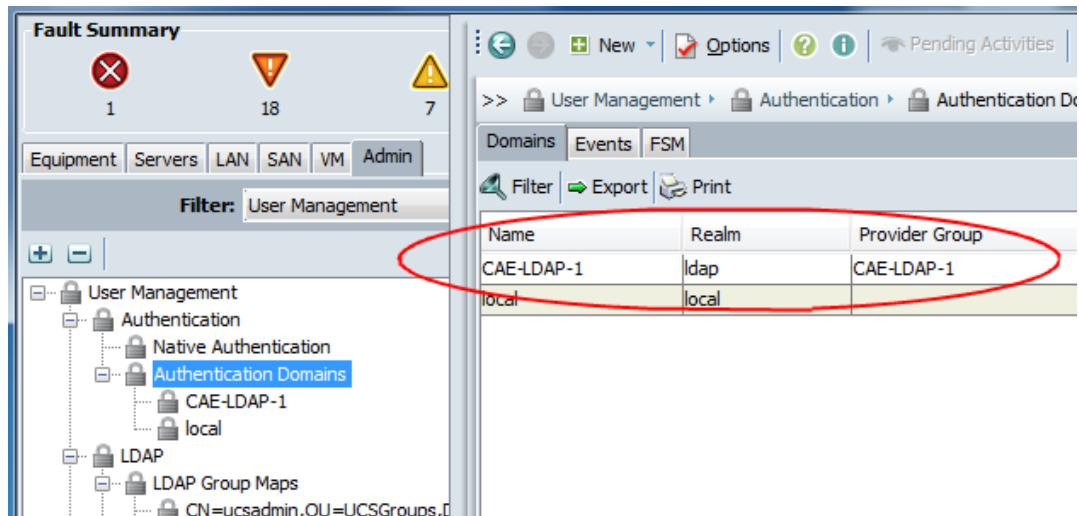 Fault Summary
1 18 7
New Options Pending Activities
>> User Management Authentication Authentication Do
Equipment Servers LAN SAN VM Admin
Filter: User Management
User Management
Authentication
Native Authentication
Authentication Domains
CAE-LDAP-1
local
LDAP
LDAP Group Maps
CN=ucsadmin,OU=UCSGroups,D
Domains Events FSM
Filter Export Print
Name Realm Provider Group
CAE-LDAP-1 ldap CAE-LDAP-1
local local